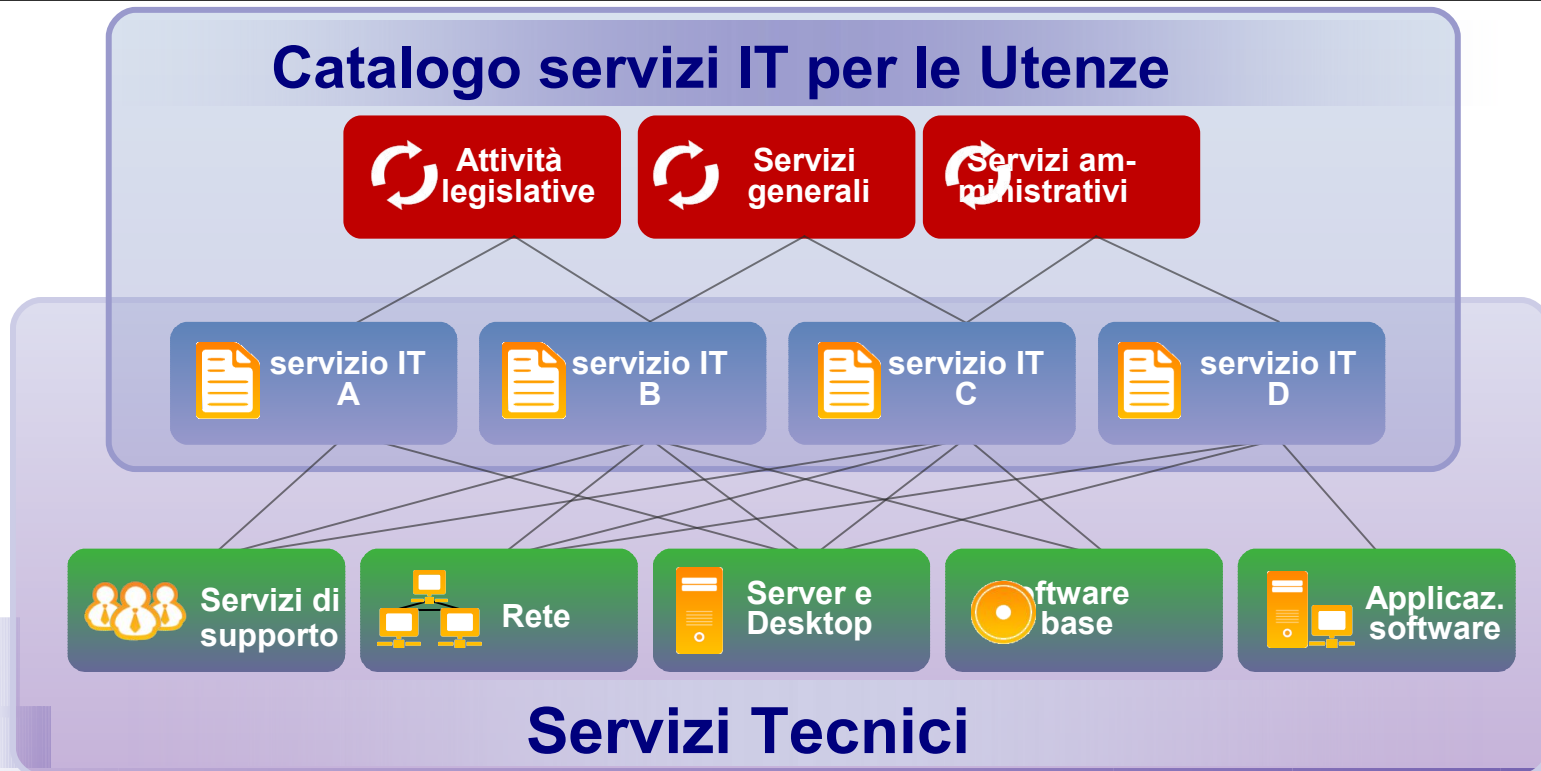 Catalogo servizi IT per le Utenze
Attività
legislative
Servizi
generali
Servizi am-
ministrativi
servizio IT
A
servizio IT
B
servizio IT
C
servizio IT
D
Servizi di
supporto
Rete
Server e
Desktop
ftware
base
Applicaz.
software
Servizi Tecnici